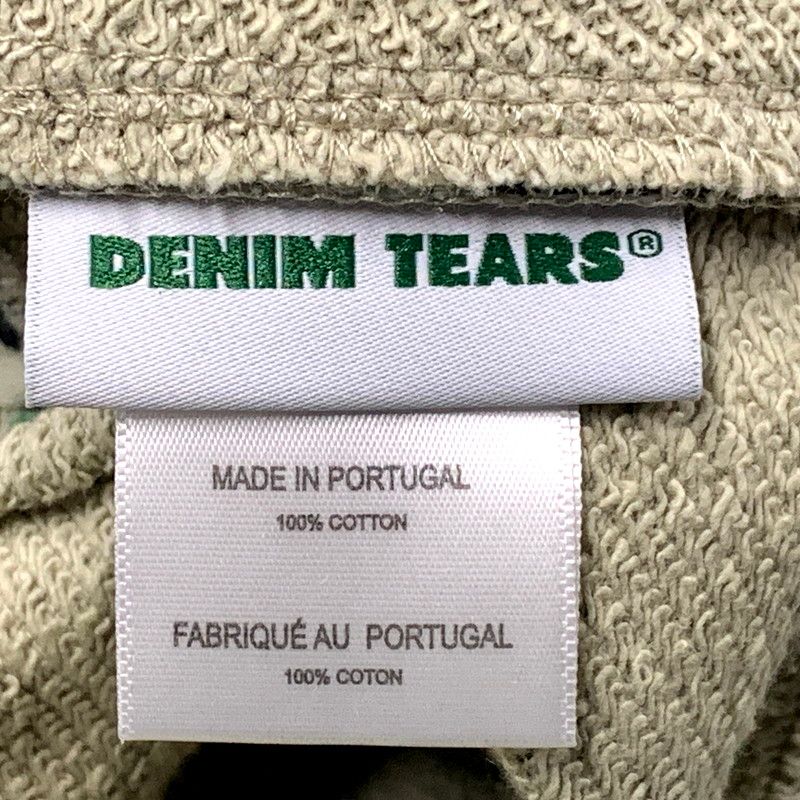 DENIM TEARS®
MADE IN PORTUGAL
100% COTTON
FABRIQUÉ AU PORTUGAL
100% COTON